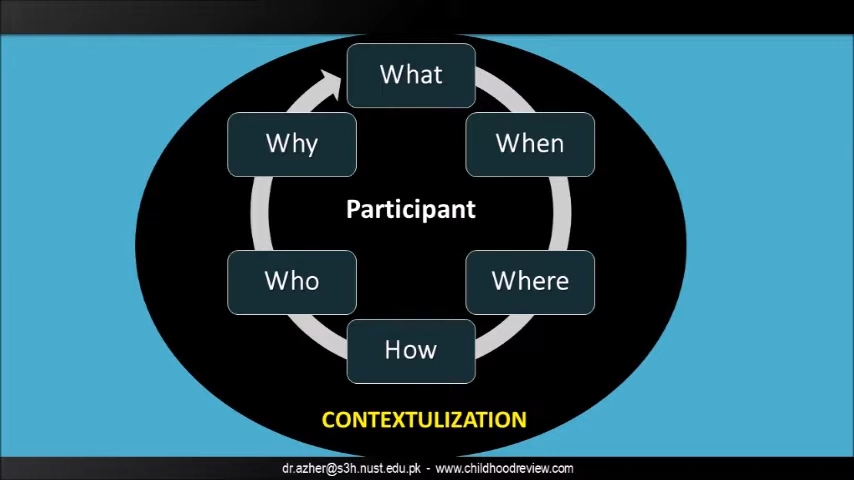 What
Why
When
Participant
Who
Where
How
CONTEXTULIZATION
dr.azher@s3h.nust.edu.pk - www.childhoodreview.com